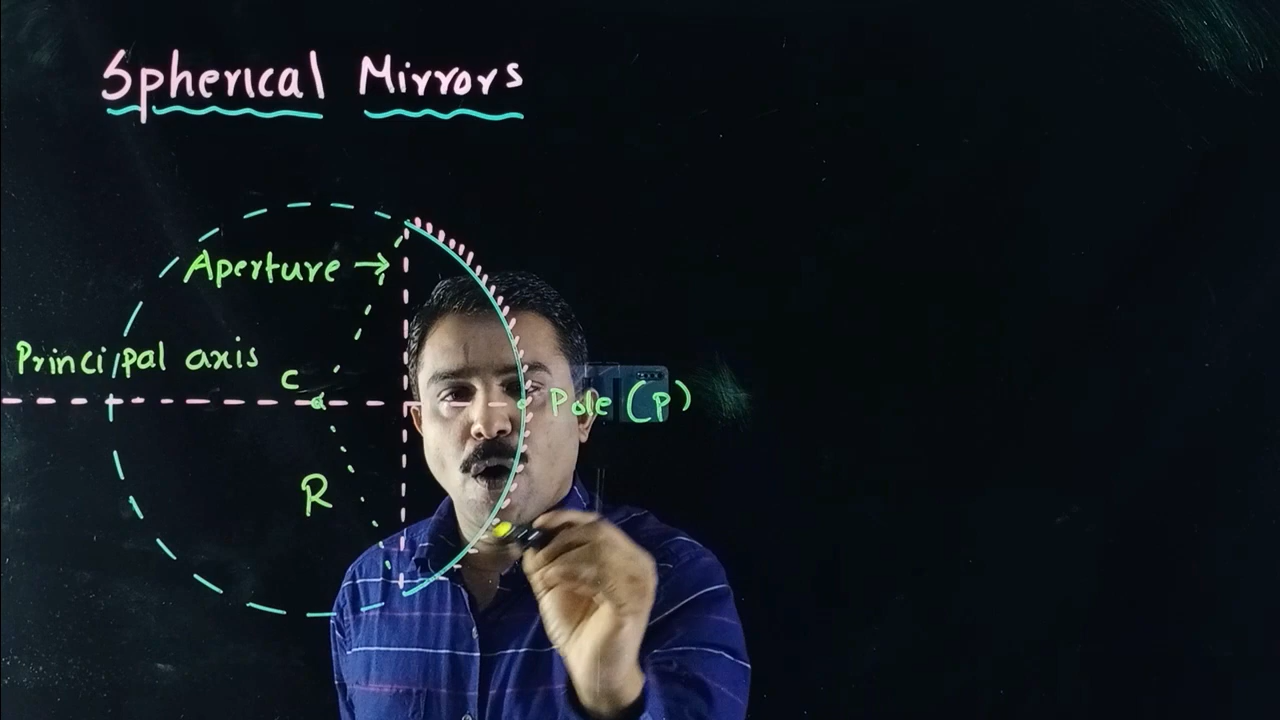 Spherical Mirrors
Aperture →
Principal axis
C
Pole (P)
R